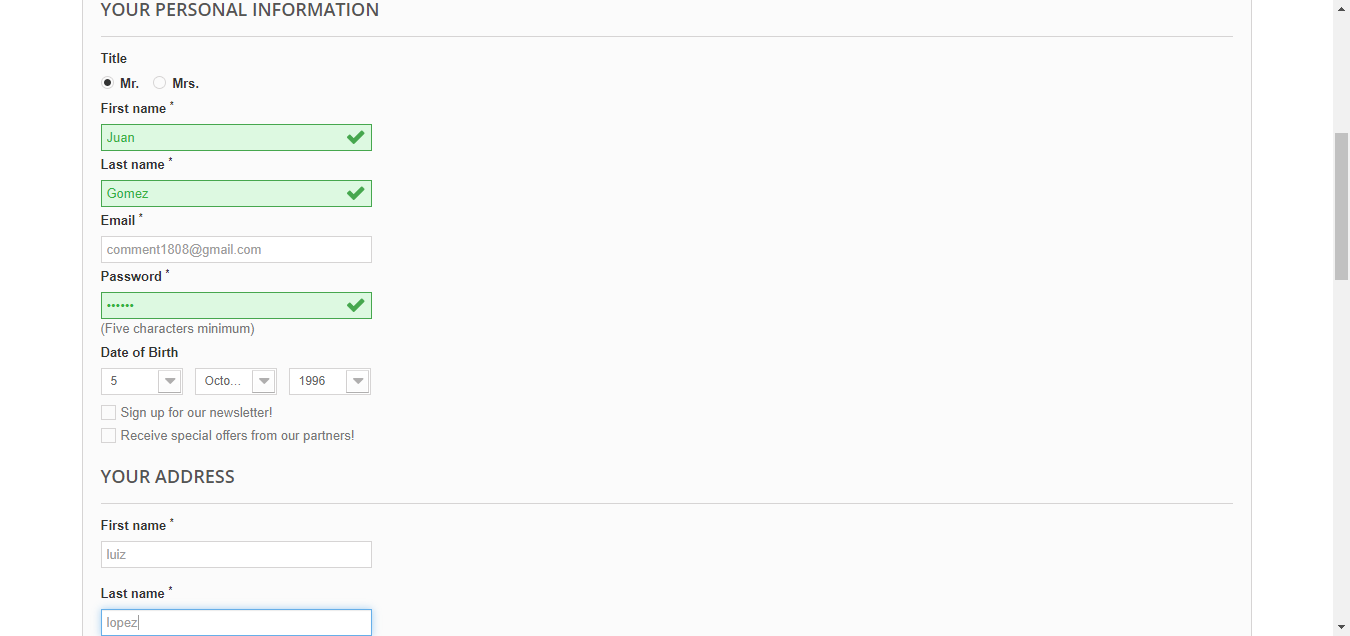 YOUR PERSONAL INFORMATION
Title
Mr. Mrs.
First name *
Juan
Last name *
Gomez
Email *
comment1808@gmail.com
Password *
••••••
(Five characters minimum)
Date of Birth
5 Octo... 1996
Sign up for our newsletter!
Receive special offers from our partners!
YOUR ADDRESS
First name *
luiz
Last name *
lopez